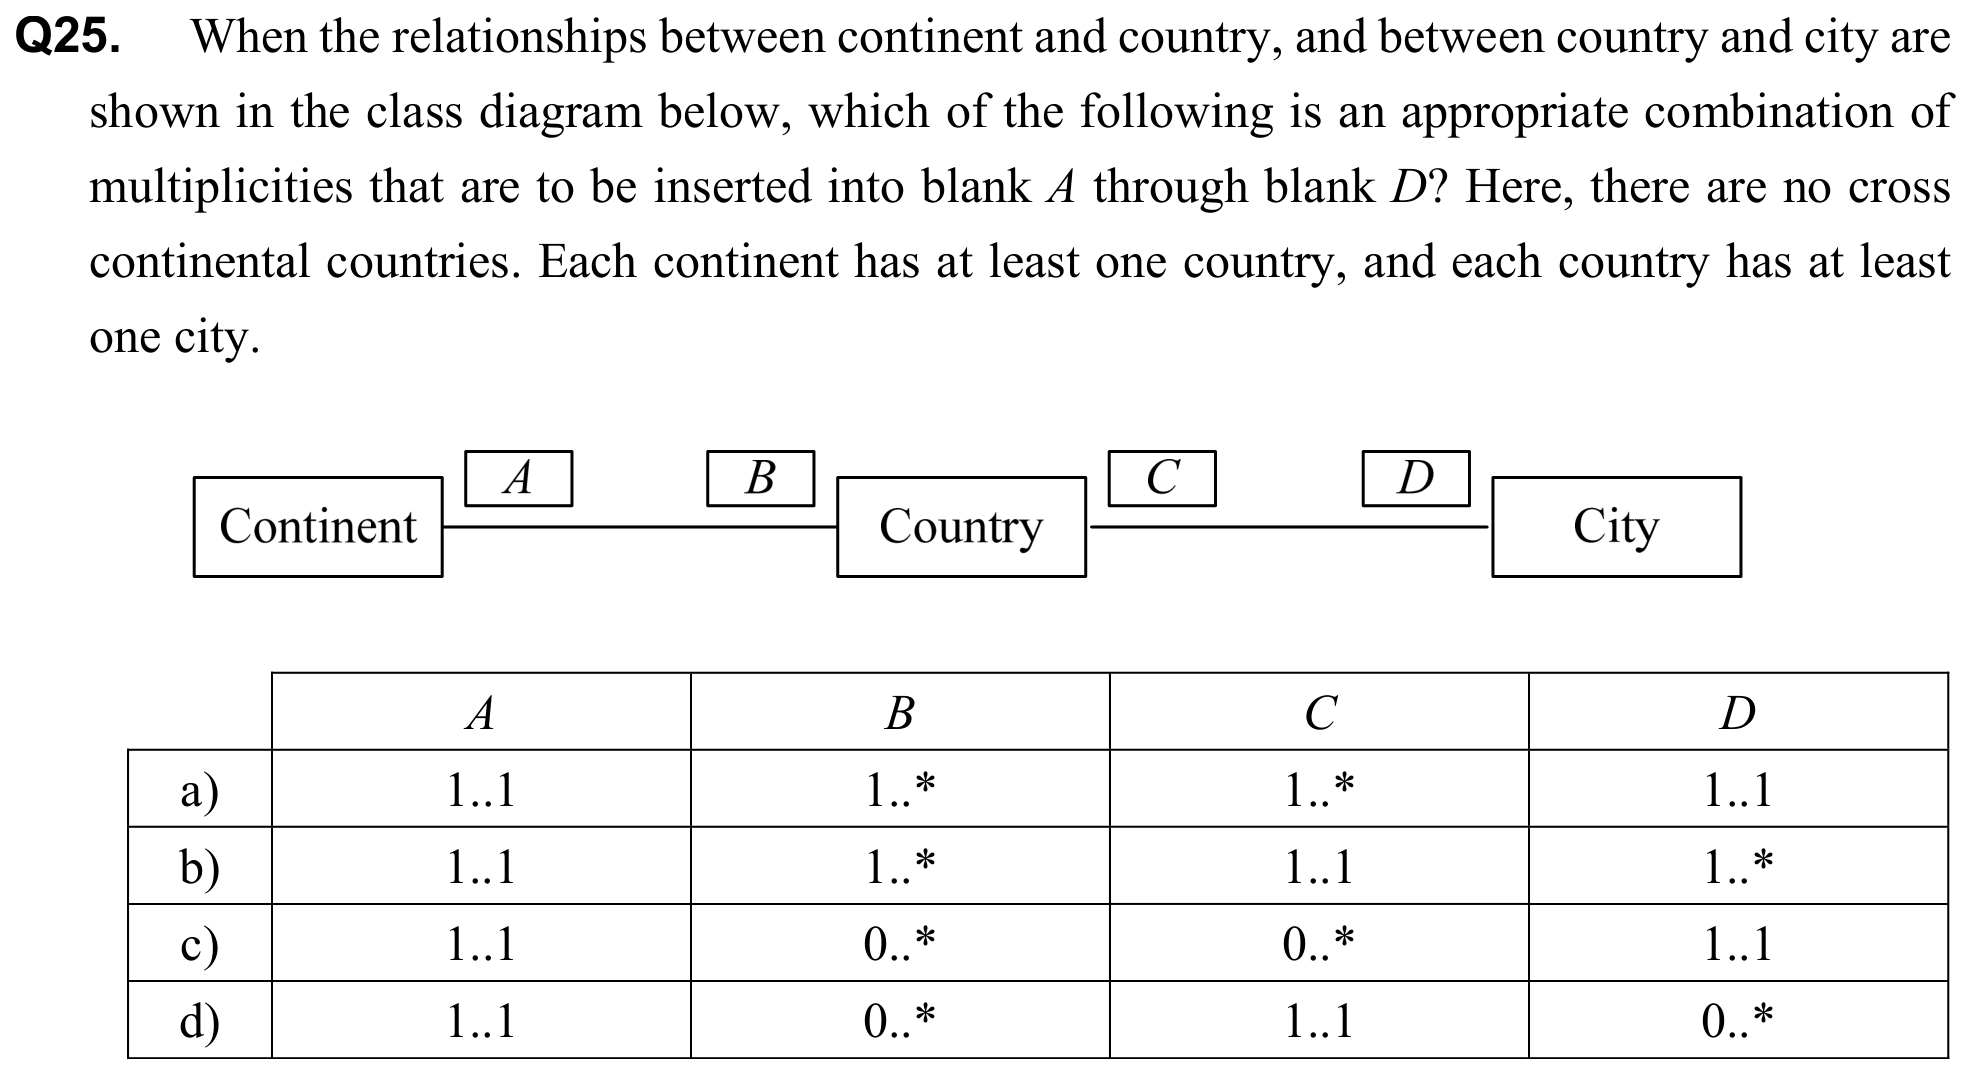 Q25. When the relationships between continent and country, and between country and city are
shown in the class diagram below, which of the following is an appropriate combination of
multiplicities that are to be inserted into blank A through blank D? Here, there are no cross
continental countries. Each continent has at least one country, and each country has at least
one city.
A B C D
Continent Country City
A B C D
a) 1..1 1..* 1..* 1..1
b) 1..1 1..* 1..1 1..*
c) 1..1 0..* 0..* 1..1
d) 1..1 0..* 1..1 0..*